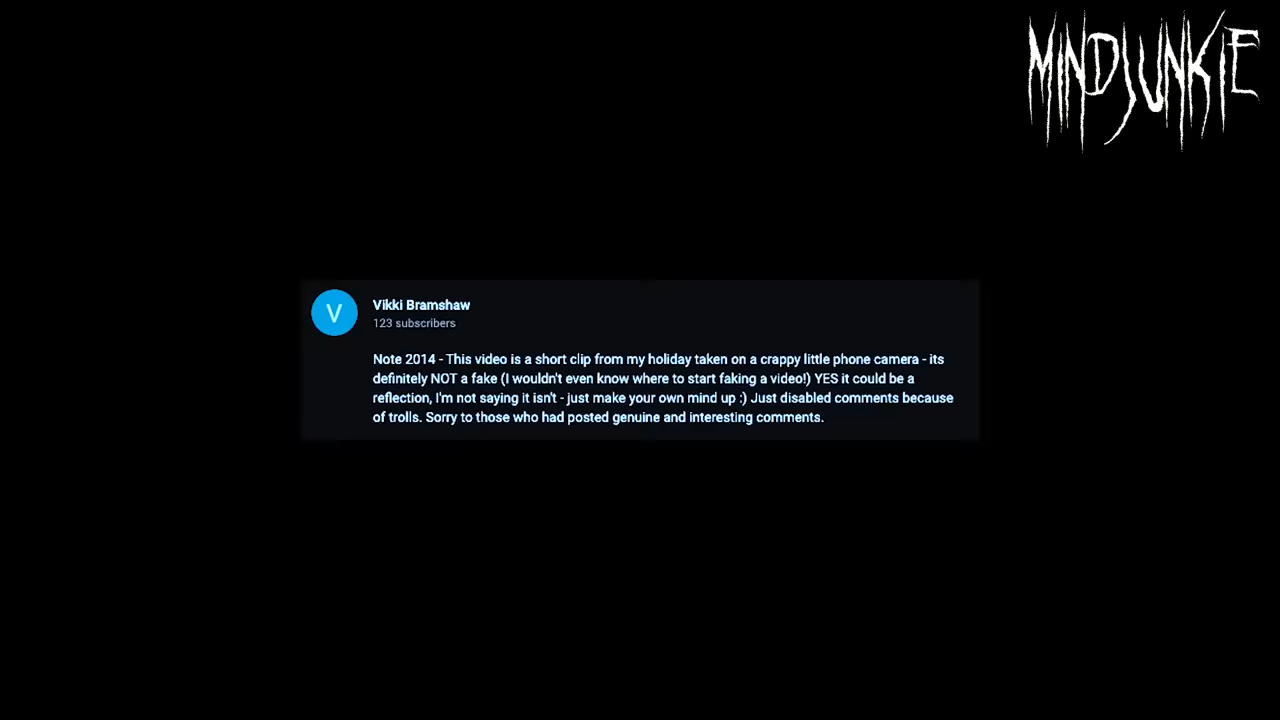 MINDJUNKIE
V
Vikki Bramshaw
123 subscribers
Note 2014 - This video is a short clip from my holiday taken on a crappy little phone camera - its
definitely NOT a fake (I wouldn't even know where to start faking a video!) YES it could be a
reflection, I'm not saying it isn't - just make your own mind up :) Just disabled comments because
of trolls. Sorry to those who had posted genuine and interesting comments.